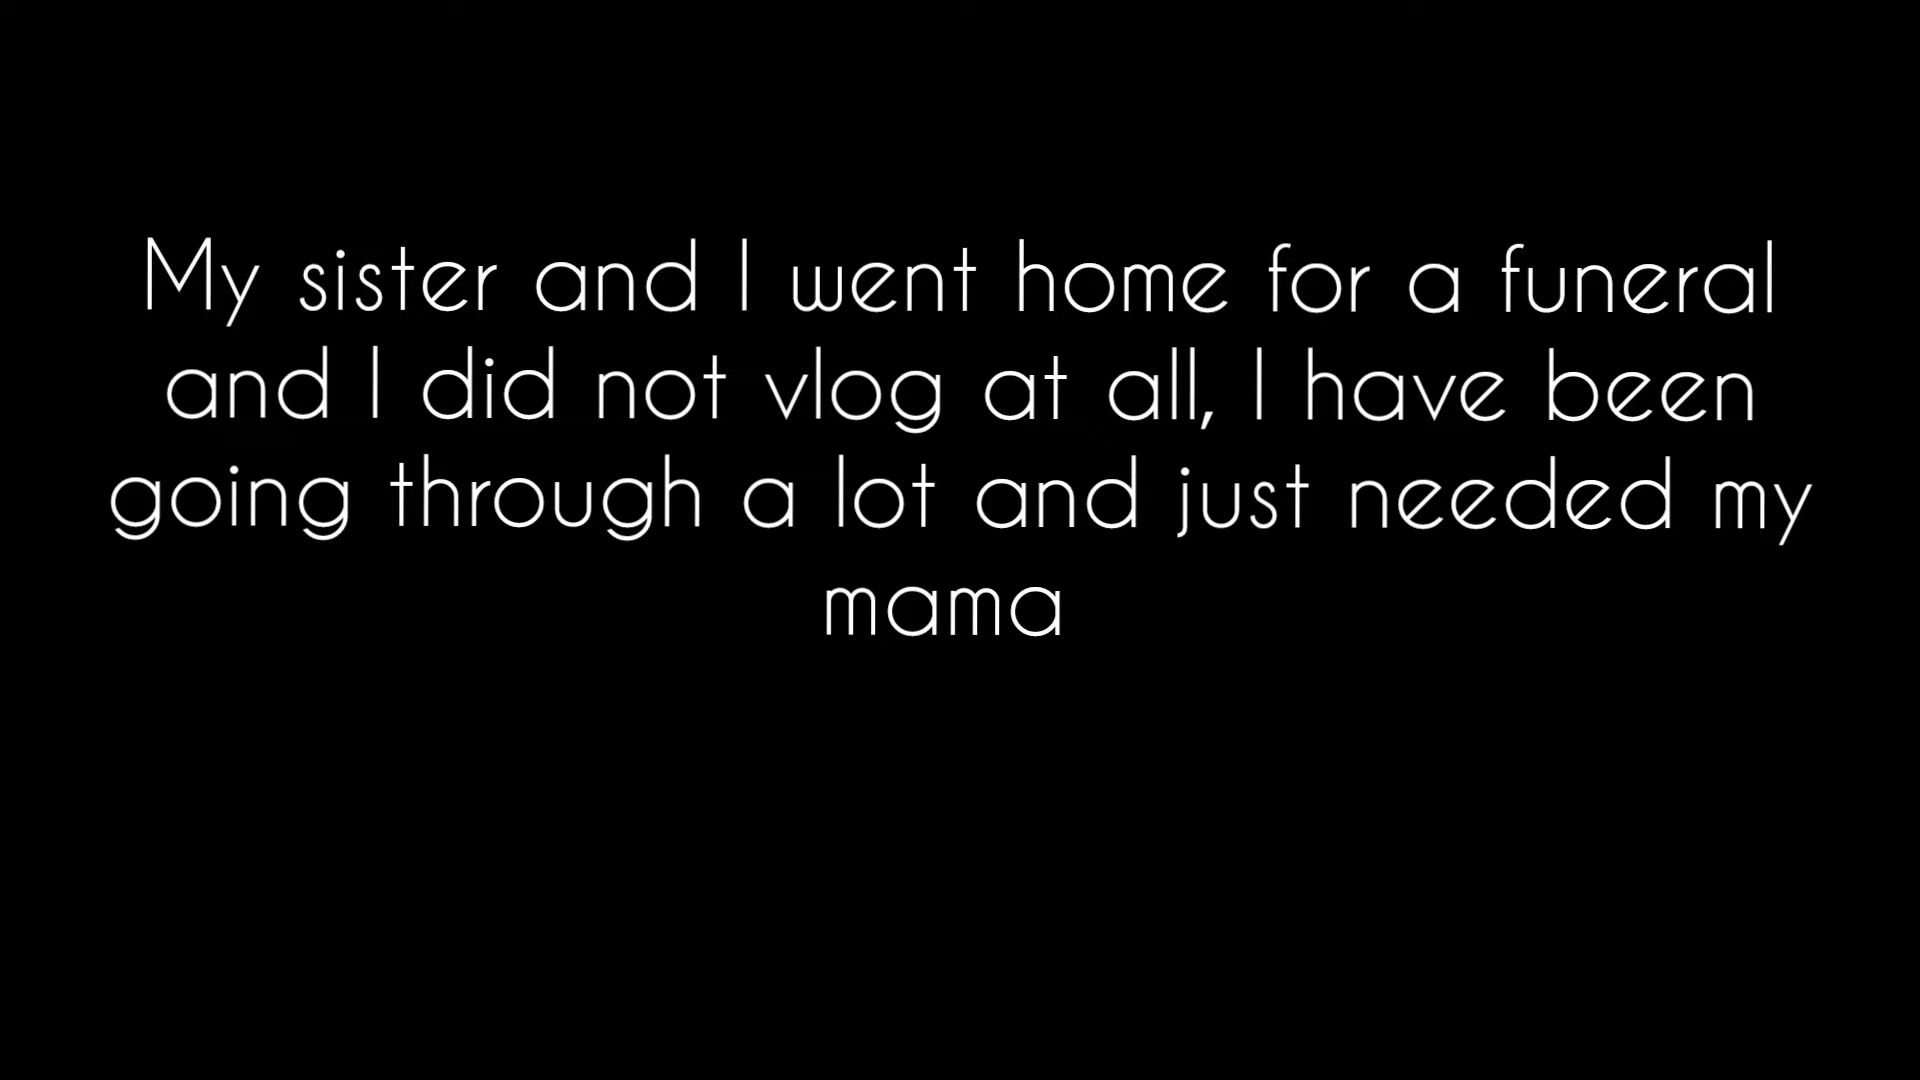 My sister and I went home for a funeral
and I did not vlog at all, I have been
going through a lot and just needed my
mama